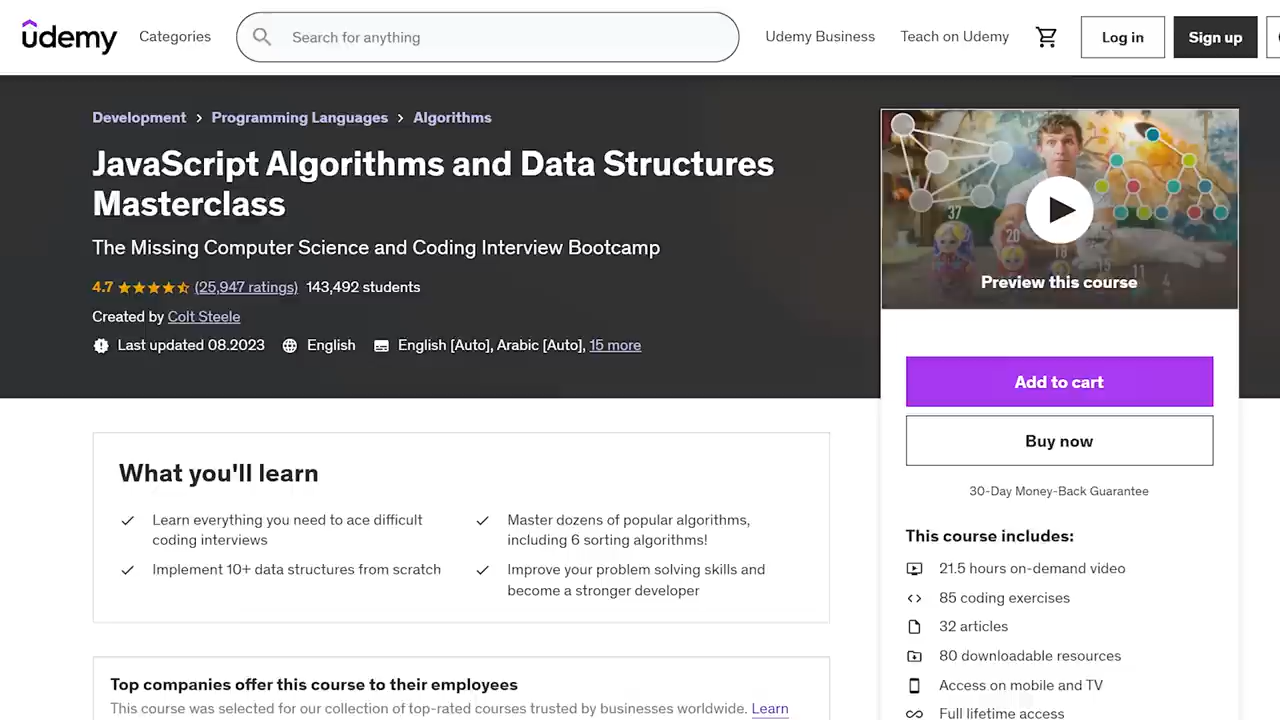 ûdemy
Categories
Search for anything
Udemy Business
Teach on Udemy
Log in
Sign up
Development > Programming Languages > Algorithms
JavaScript Algorithms and Data Structures
Masterclass
The Missing Computer Science and Coding Interview Bootcamp
4.7 (25,947 ratings) 143,492 students
Created by Colt Steele
Last updated 08.2023 English English [Auto], Arabic [Auto], 15 more
37
20
18
15
11
4
Preview this course
Add to cart
Buy now
30-Day Money-Back Guarantee
This course includes:
21.5 hours on-demand video
85 coding exercises
32 articles
80 downloadable resources
Access on mobile and TV
Full lifetime access
What you'll learn
Learn everything you need to ace difficult
coding interviews
Implement 10+ data structures from scratch
Master dozens of popular algorithms,
including 6 sorting algorithms!
Improve your problem solving skills and
become a stronger developer
Top companies offer this course to their employees
This course was selected for our collection of top-rated courses trusted by businesses worldwide. Learn